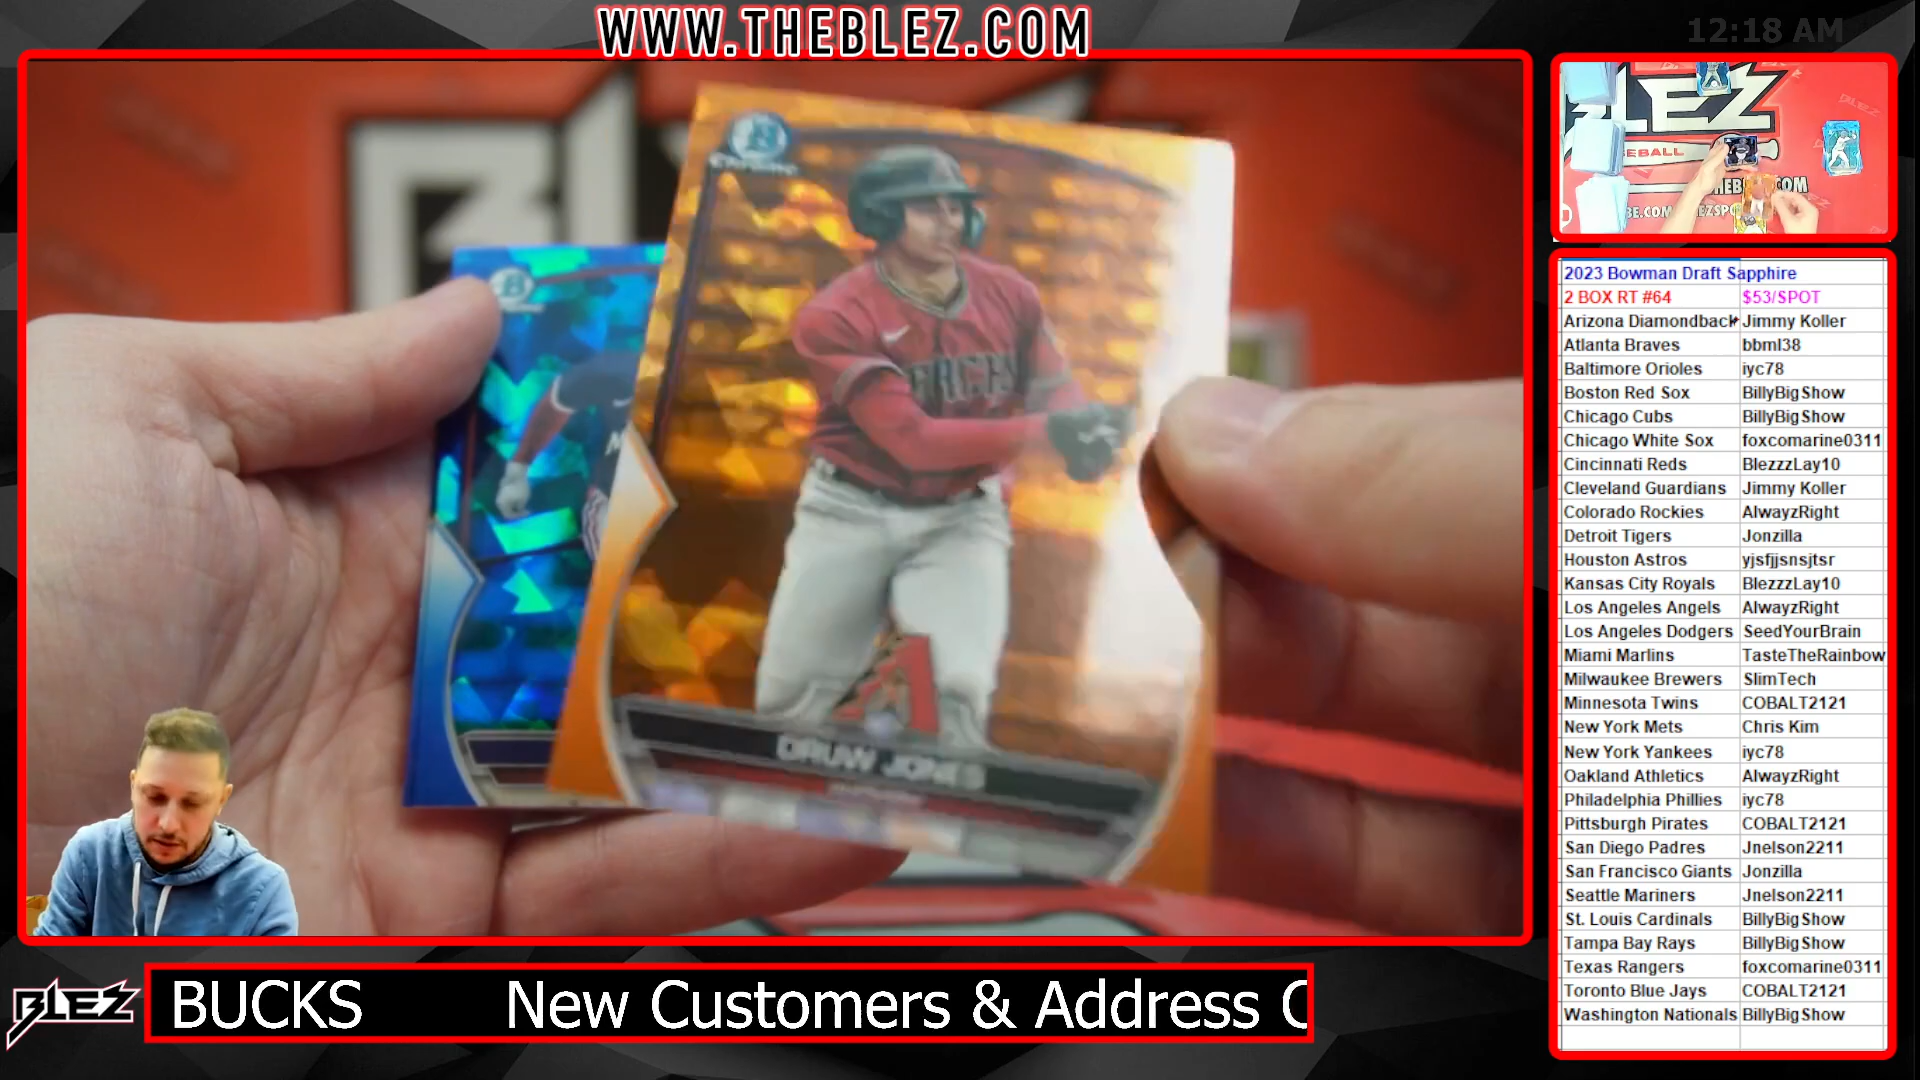 WWW.THEBLEZ.COM
12:18 AM
DRUW JONES
BLEZ
2023 Bowman Draft Sapphire
2 BOX RT #64 $53/SPOT
Arizona Diamondback Jimmy Koller
Atlanta Braves bbml38
Baltimore Orioles iyc78
Boston Red Sox BillyBigShow
Chicago Cubs BillyBigShow
Chicago White Sox foxcomarine0311
Cincinnati Reds BlezzzLay10
Cleveland Guardians Jimmy Koller
Colorado Rockies AlwayzRight
Detroit Tigers Jonzilla
Houston Astros yjsfjjsnsjtsr
Kansas City Royals BlezzzLay10
Los Angeles Angels AlwayzRight
Los Angeles Dodgers SeedYourBrain
Miami Marlins TasteTheRainbow
Milwaukee Brewers SlimTech
Minnesota Twins COBALT2121
New York Mets Chris Kim
New York Yankees iyc78
Oakland Athletics AlwayzRight
Philadelphia Phillies iyc78
Pittsburgh Pirates COBALT2121
San Diego Padres Jnelson2211
San Francisco Giants Jonzilla
Seattle Mariners Jnelson2211
St. Louis Cardinals BillyBigShow
Tampa Bay Rays BillyBigShow
Texas Rangers foxcomarine0311
Toronto Blue Jays COBALT2121
Washington Nationals BillyBigShow
BLEZ
BUCKS New Customers & Address